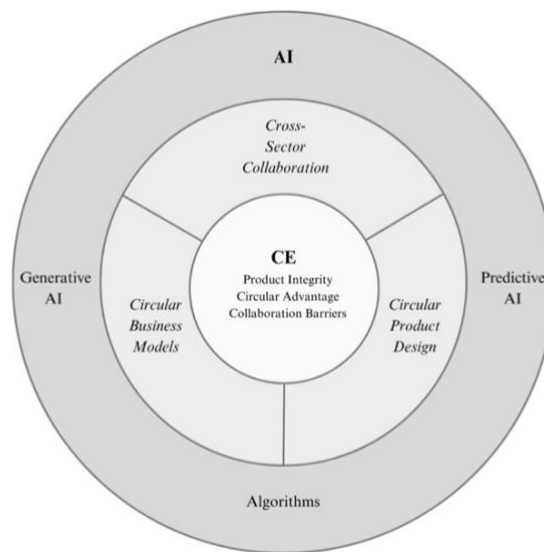 AI
Cross-
Sector
Collaboration
CE
Product Integrity
Circular Advantage
Collaboration Barriers
Generative
AI
Circular
Business
Models
Circular
Product
Design
Predictive
AI
Algorithms